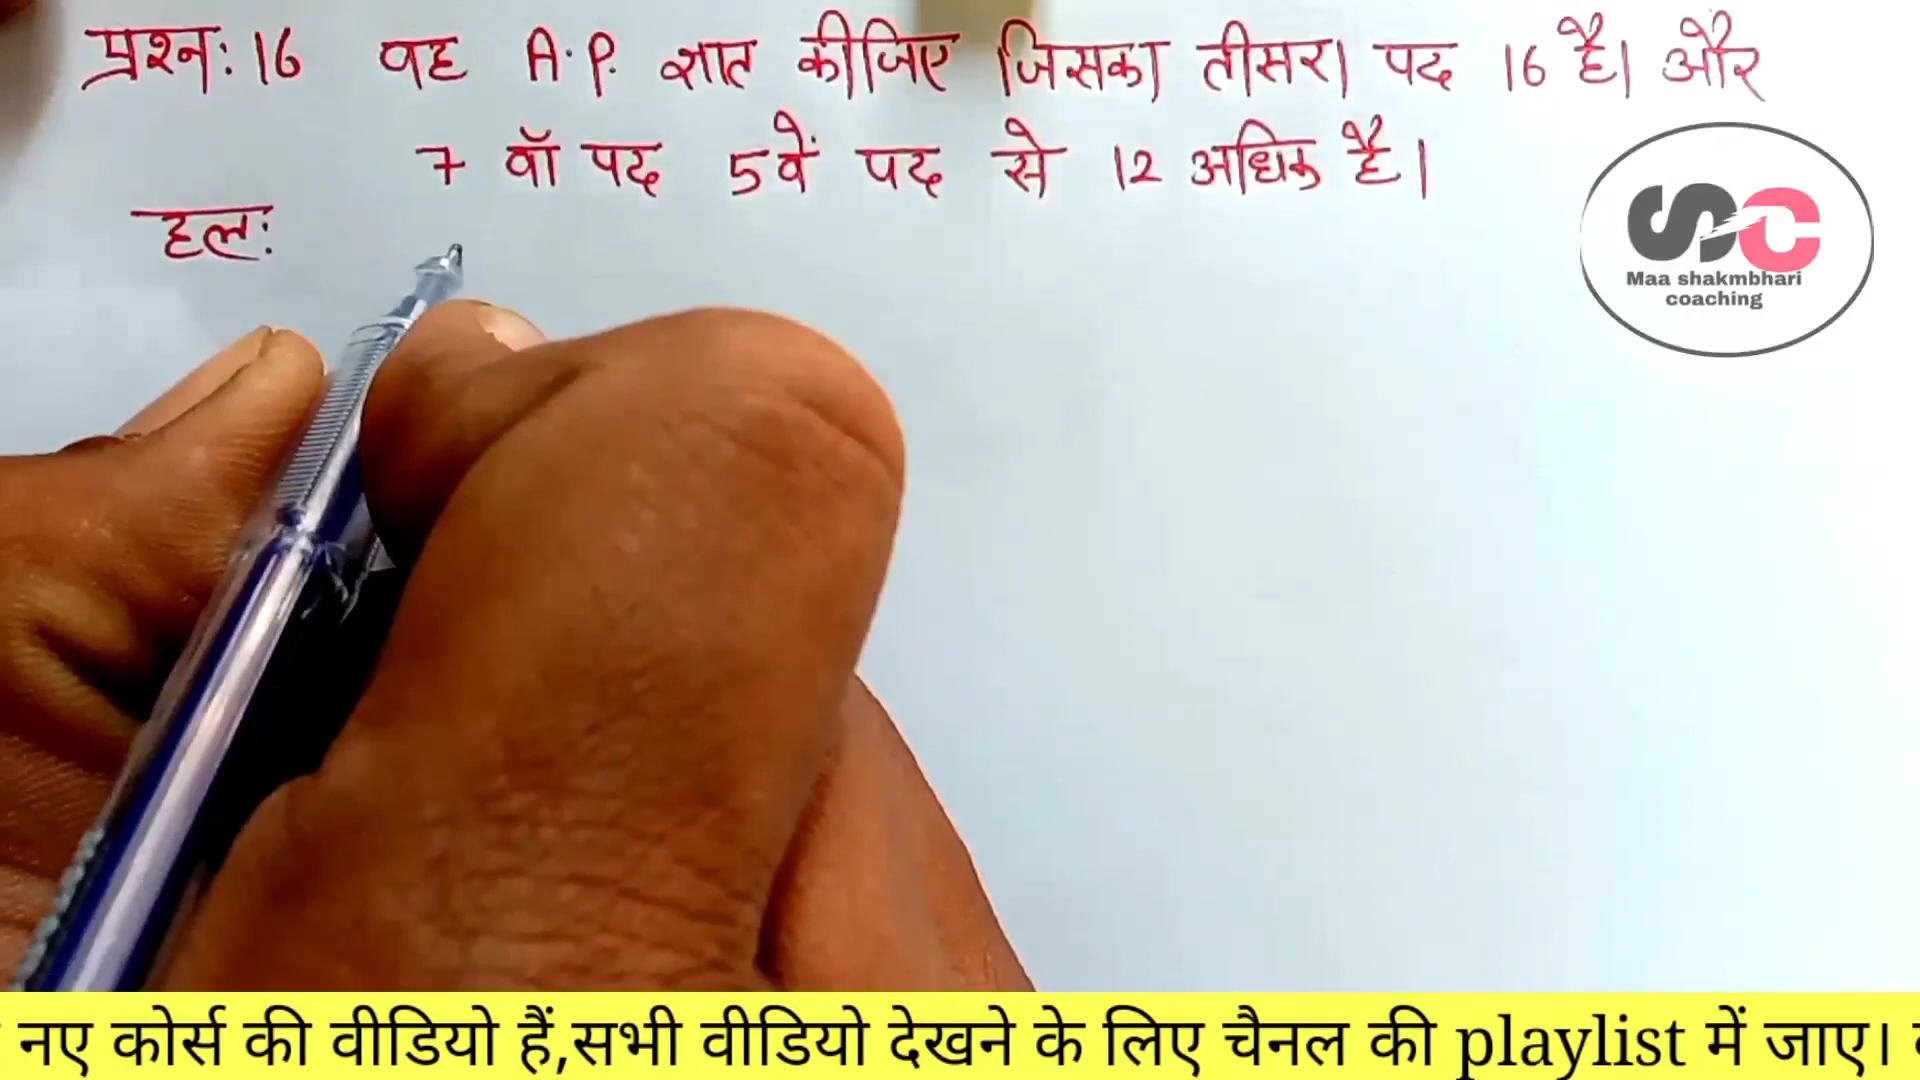 प्रश्न: 16 वह A.P. ज्ञात कीजिए जिसका तीसरा पद 16 है। और
7 वॉ पद 5वें पद से 12 अधिक है।
हल:
SC
Maa shakmbhari
coaching
नए कोर्स की वीडियो हैं,सभी वीडियो देखने के लिए चैनल की playlist में जाए।